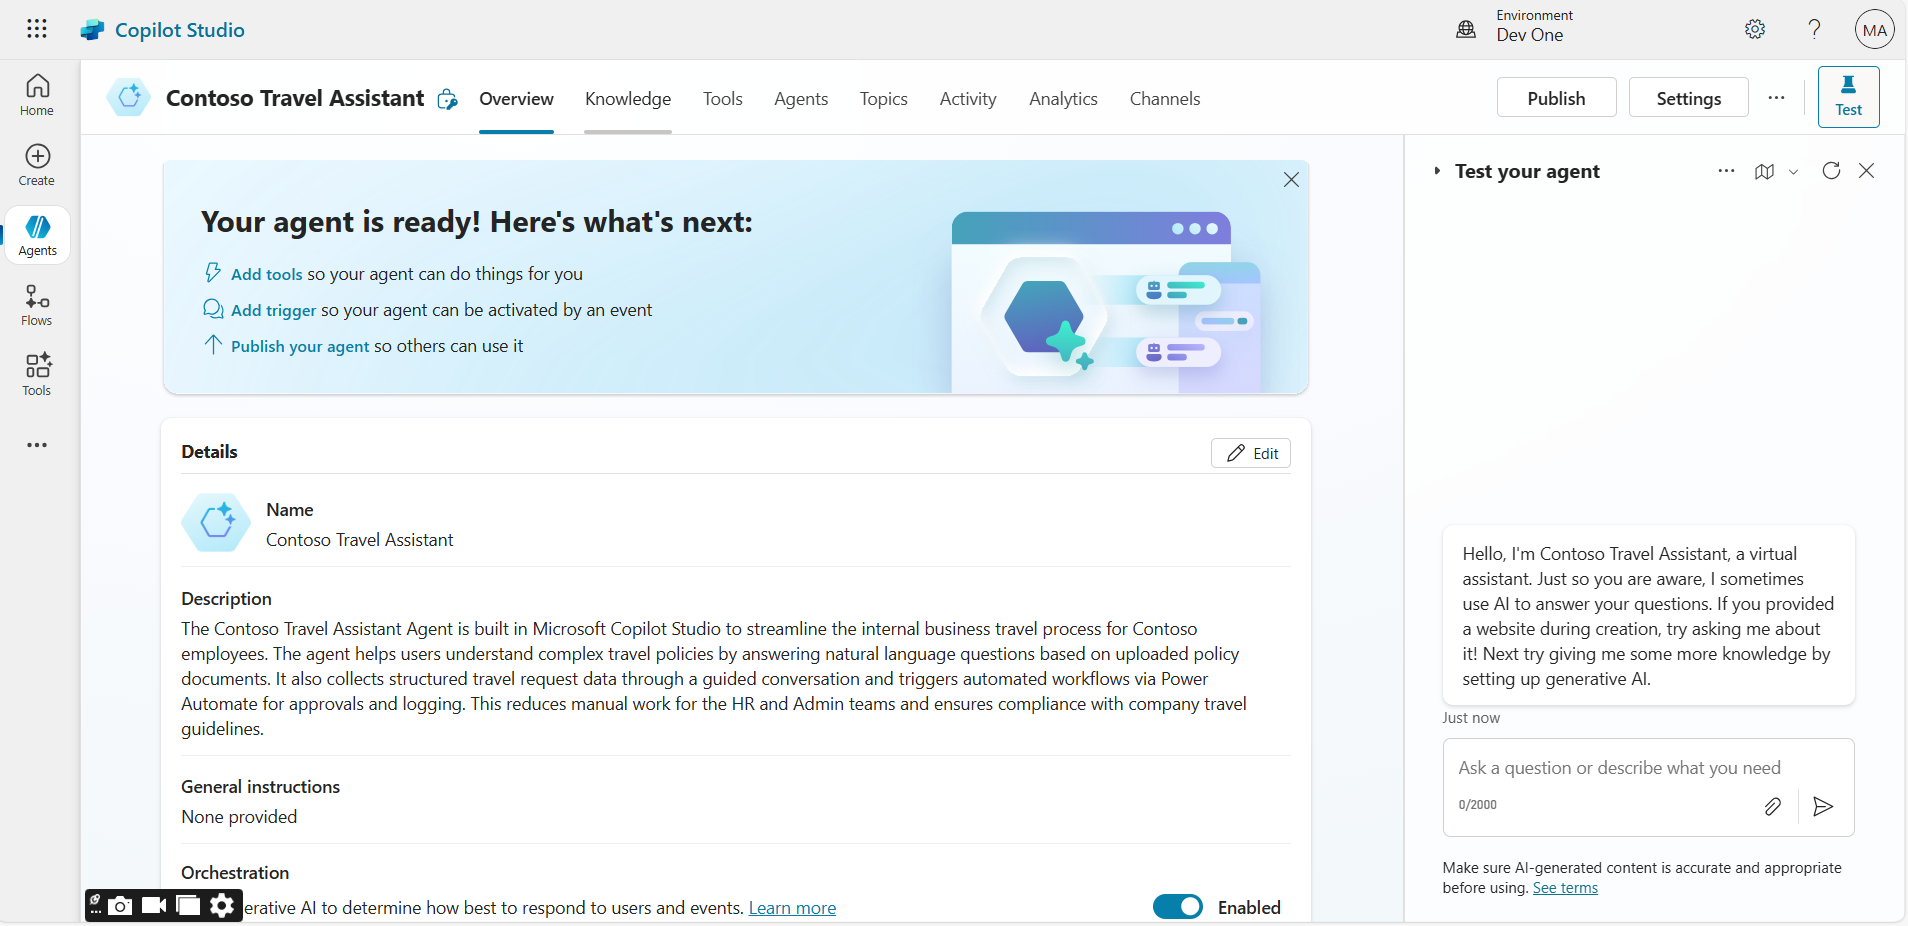 Copilot Studio
Environment
Dev One
MA
Home
Create
Agents
Flows
Tools
Contoso Travel Assistant
Overview
Knowledge
Tools
Agents
Topics
Activity
Analytics
Channels
Publish
Settings
Test
Your agent is ready! Here's what's next:
Add tools so your agent can do things for you
Add trigger so your agent can be activated by an event
Publish your agent so others can use it
Details
Edit
Name
Contoso Travel Assistant
Description
The Contoso Travel Assistant Agent is built in Microsoft Copilot Studio to streamline the internal business travel process for Contoso
employees. The agent helps users understand complex travel policies by answering natural language questions based on uploaded policy
documents. It also collects structured travel request data through a guided conversation and triggers automated workflows via Power
Automate for approvals and logging. This reduces manual work for the HR and Admin teams and ensures compliance with company travel
guidelines.
General instructions
None provided
Orchestration
erative AI to determine how best to respond to users and events. Learn more
Enabled
Test your agent
Hello, I'm Contoso Travel Assistant, a virtual
assistant. Just so you are aware, I sometimes
use AI to answer your questions. If you provided
a website during creation, try asking me about
it! Next try giving me some more knowledge by
setting up generative AI.
Just now
Ask a question or describe what you need
0/2000
Make sure AI-generated content is accurate and appropriate
before using. See terms